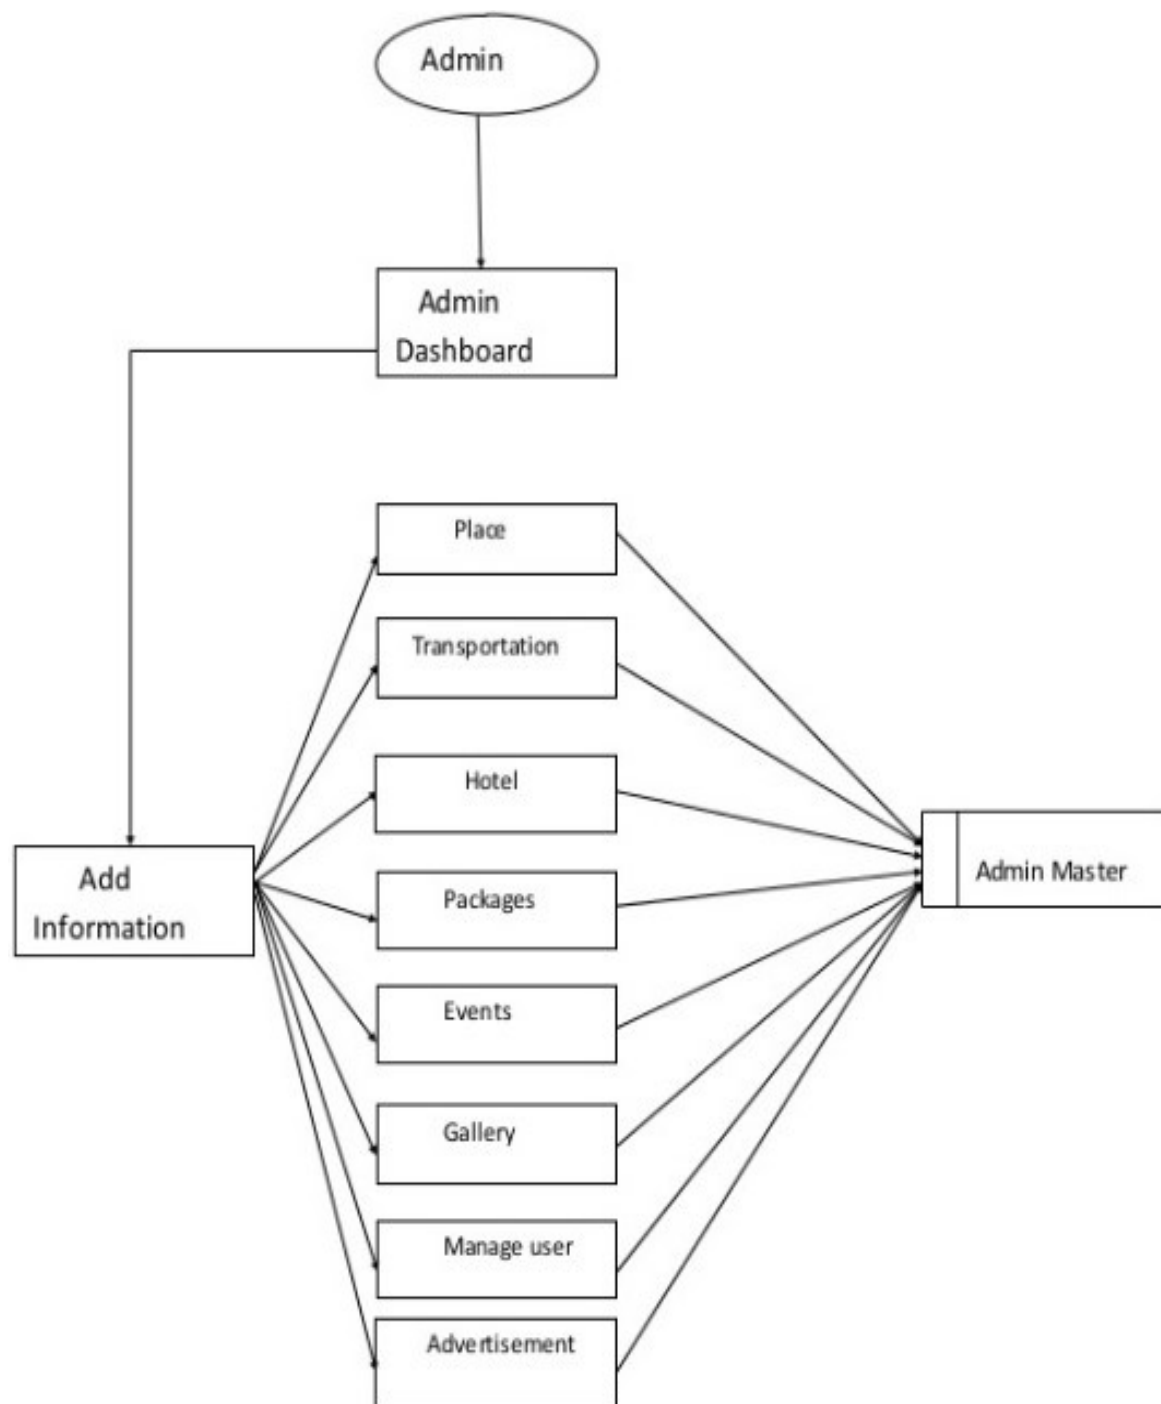 Admin
Admin
Dashboard
Place
Transportation
Hotel
Add
Information
Packages
Admin Master
Events
Gallery
Manage user
Advertisement